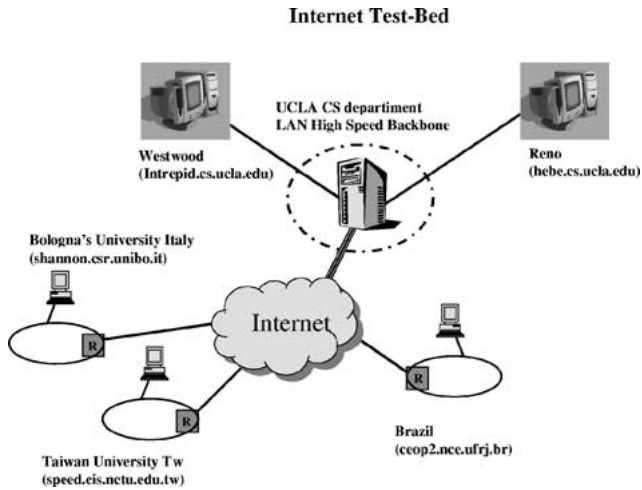 Internet Test-Bed
UCLA CS departiment
LAN High Speed Backbone
Westwood
(Intrepid.cs.ucla.edu)
Reno
(hebe.cs.ucla.edu)
Bologna's University Italy
(shannon.csr.unibo.it)
Internet
R
R
R
Brazil
(ceop2.nce.ufrj.br)
Taiwan University Tw
(speed.cis.nctu.edu.tw)